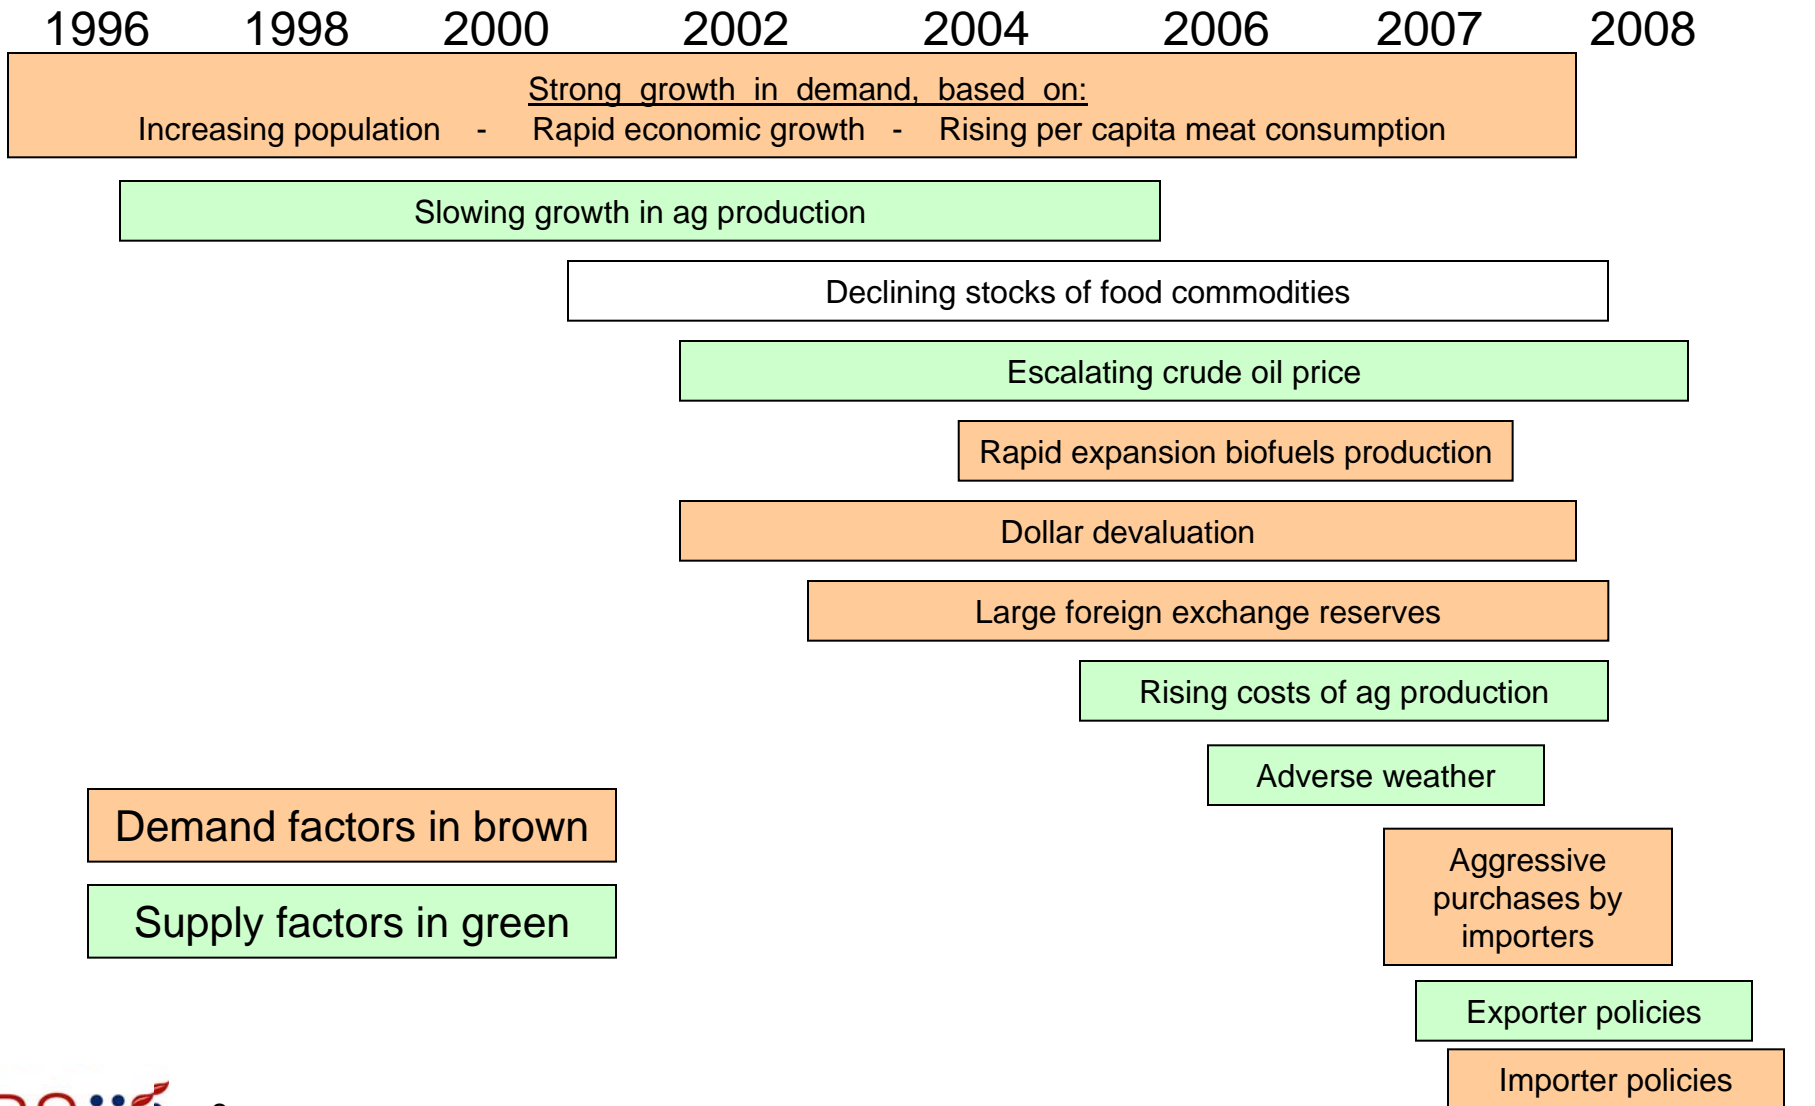 1996 1998 2000 2002 2004 2006 2007 2008
Strong growth in demand, based on:
Increasing population - Rapid economic growth - Rising per capita meat consumption
Slowing growth in ag production
Declining stocks of food commodities
Escalating crude oil price
Rapid expansion biofuels production
Dollar devaluation
Large foreign exchange reserves
Rising costs of ag production
Adverse weather
Demand factors in brown
Supply factors in green
Aggressive
purchases by
importers
Exporter policies
Importer policies